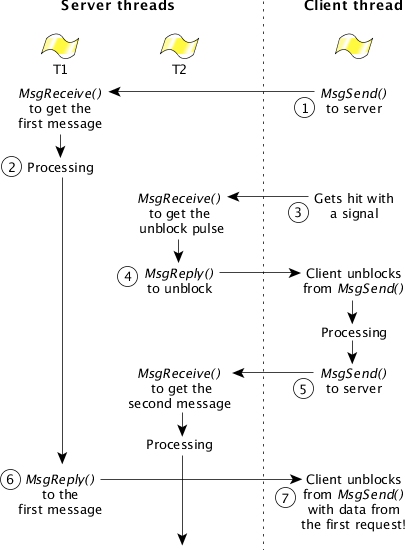 Server threads
Client thread
T1
T2
MsgReceive()
to get the
first message
1
MsgSend()
to server
2
Processing
MsgReceive()
to get the
unblock pulse
3
Gets hit with
a signal
4
MsgReply()
to unblock
Client unblocks
from MsgSend()
Processing
MsgReceive()
to get the
second message
5
MsgSend()
to server
Processing
6
MsgReply()
to the
first message
7
Client unblocks
from MsgSend()
with data from
the first request!